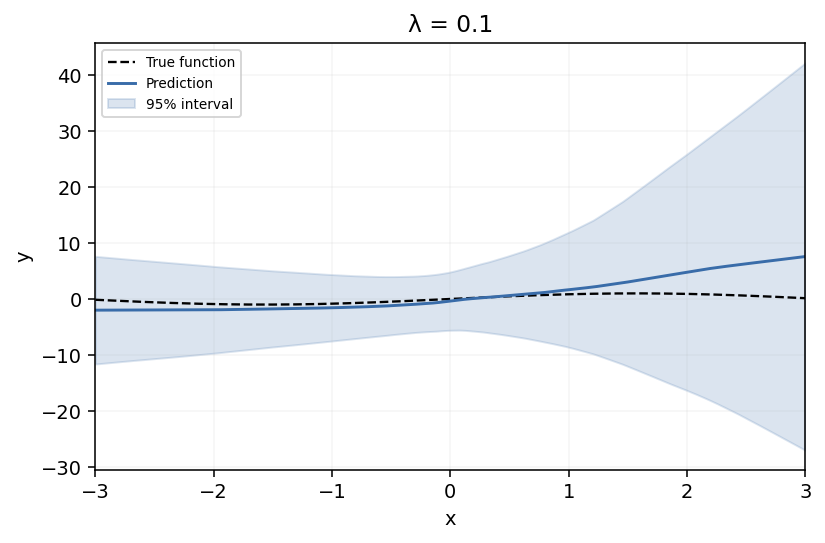 λ = 0.1
True function
Prediction
95% interval
40
30
20
10
0
−10
−20
−30
y
−3
−2
−1
0
1
2
3
x